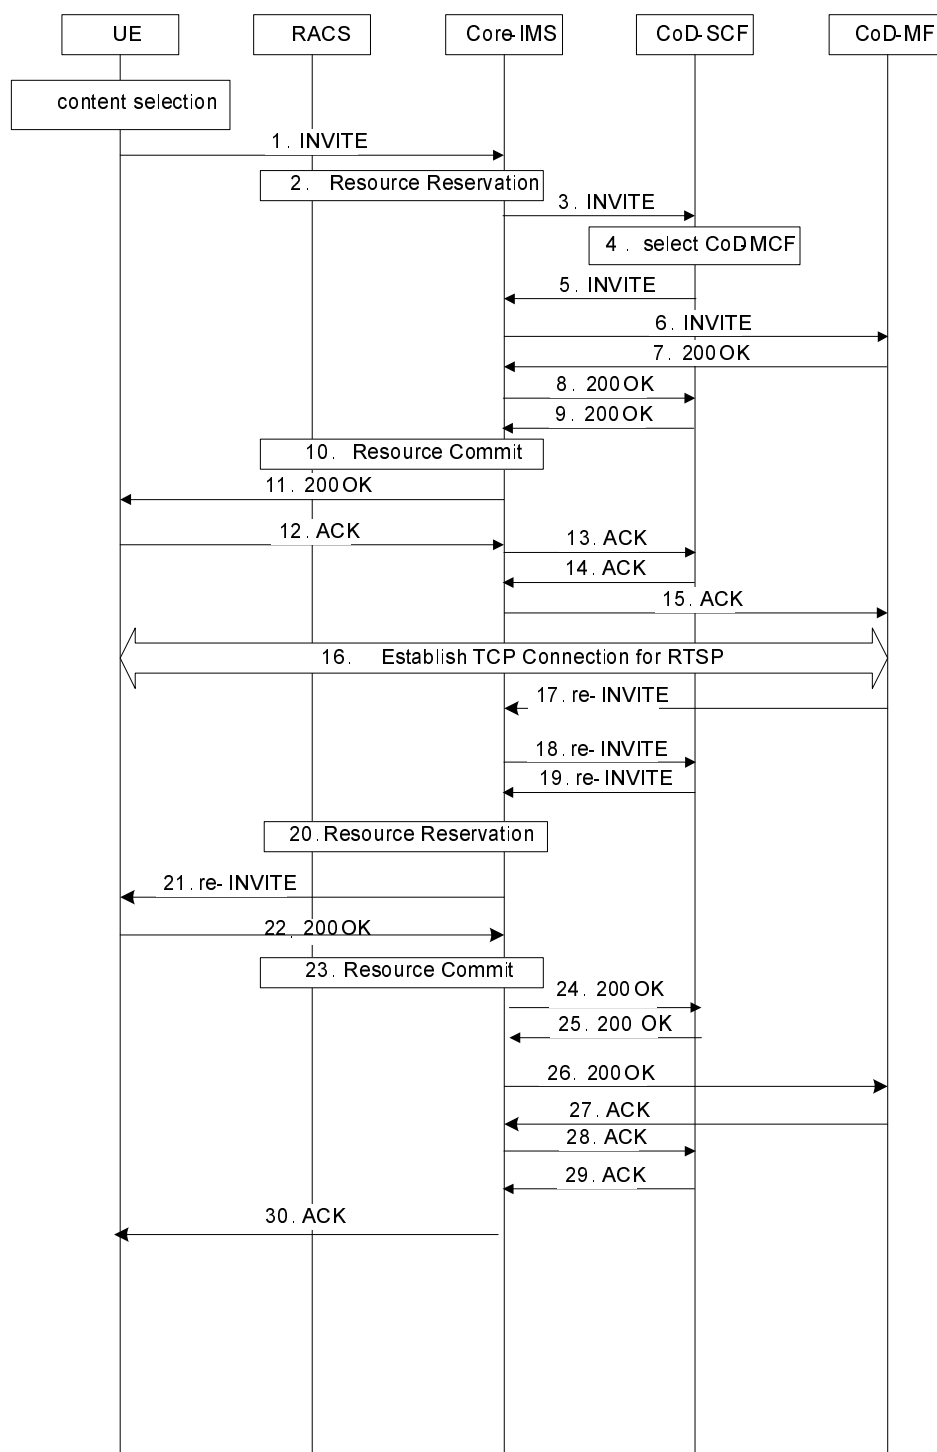 UE
RACS
Core-IMS
CoD-SCF
CoD-MF
content selection
1. INVITE
2. Resource Reservation
3. INVITE
4. select CoD-MCF
5. INVITE
6. INVITE
7. 200 OK
8. 200 OK
9. 200 OK
10. Resource Commit
11. 200 OK
12. ACK
13. ACK
14. ACK
15. ACK
16. Establish TCP Connection for RTSP
17. re-INVITE
18. re-INVITE
19. re-INVITE
20. Resource Reservation
21. re-INVITE
22. 200 OK
23. Resource Commit
24. 200 OK
25. 200 OK
26. 200 OK
27. ACK
28. ACK
29. ACK
30. ACK